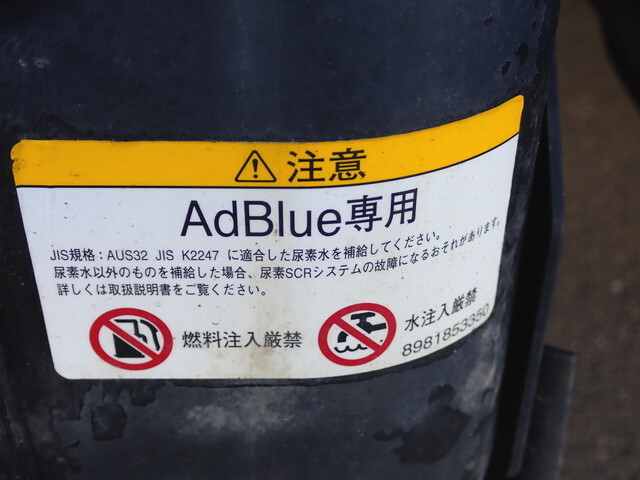 注意
AdBlue専用
JIS規格：AUS32 JIS K2247 に適合した尿素水を補給してください。
尿素水以外のものを補給した場合、尿素SCRシステムの故障になるおそれがあります。
詳しくは取扱説明書をご覧ください。
燃料注入厳禁
水注入厳禁
8981853350